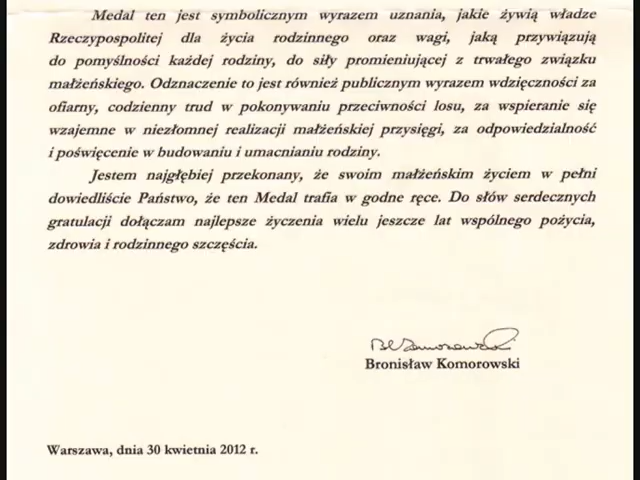 Medal ten jest symbolicznym wyrazem uznania, jakie żywią władze
Rzeczypospolitej dla życia rodzinnego oraz wagi, jaką przywiązują
do pomyślności każdej rodziny, do siły promieniującej z trwałego związku
małżeńskiego. Odznaczenie to jest również publicznym wyrazem wdzięczności za
ofiarny, codzienny trud w pokonywaniu przeciwności losu, za wspieranie się
wzajemne w niezłomnej realizacji małżeńskiej przysięgi, za odpowiedzialność
i poświęcenie w budowaniu i umacnianiu rodziny.
Jestem najgłębiej przekonany, że swoim małżeńskim życiem w pełni
dowiedliście Państwo, że ten Medal trafia w godne ręce. Do słów serdecznych
gratulacji dołączam najlepsze życzenia wielu jeszcze lat wspólnego pożycia,
zdrowia i rodzinnego szczęścia.
Bronisław Komorowski
Warszawa, dnia 30 kwietnia 2012 r.